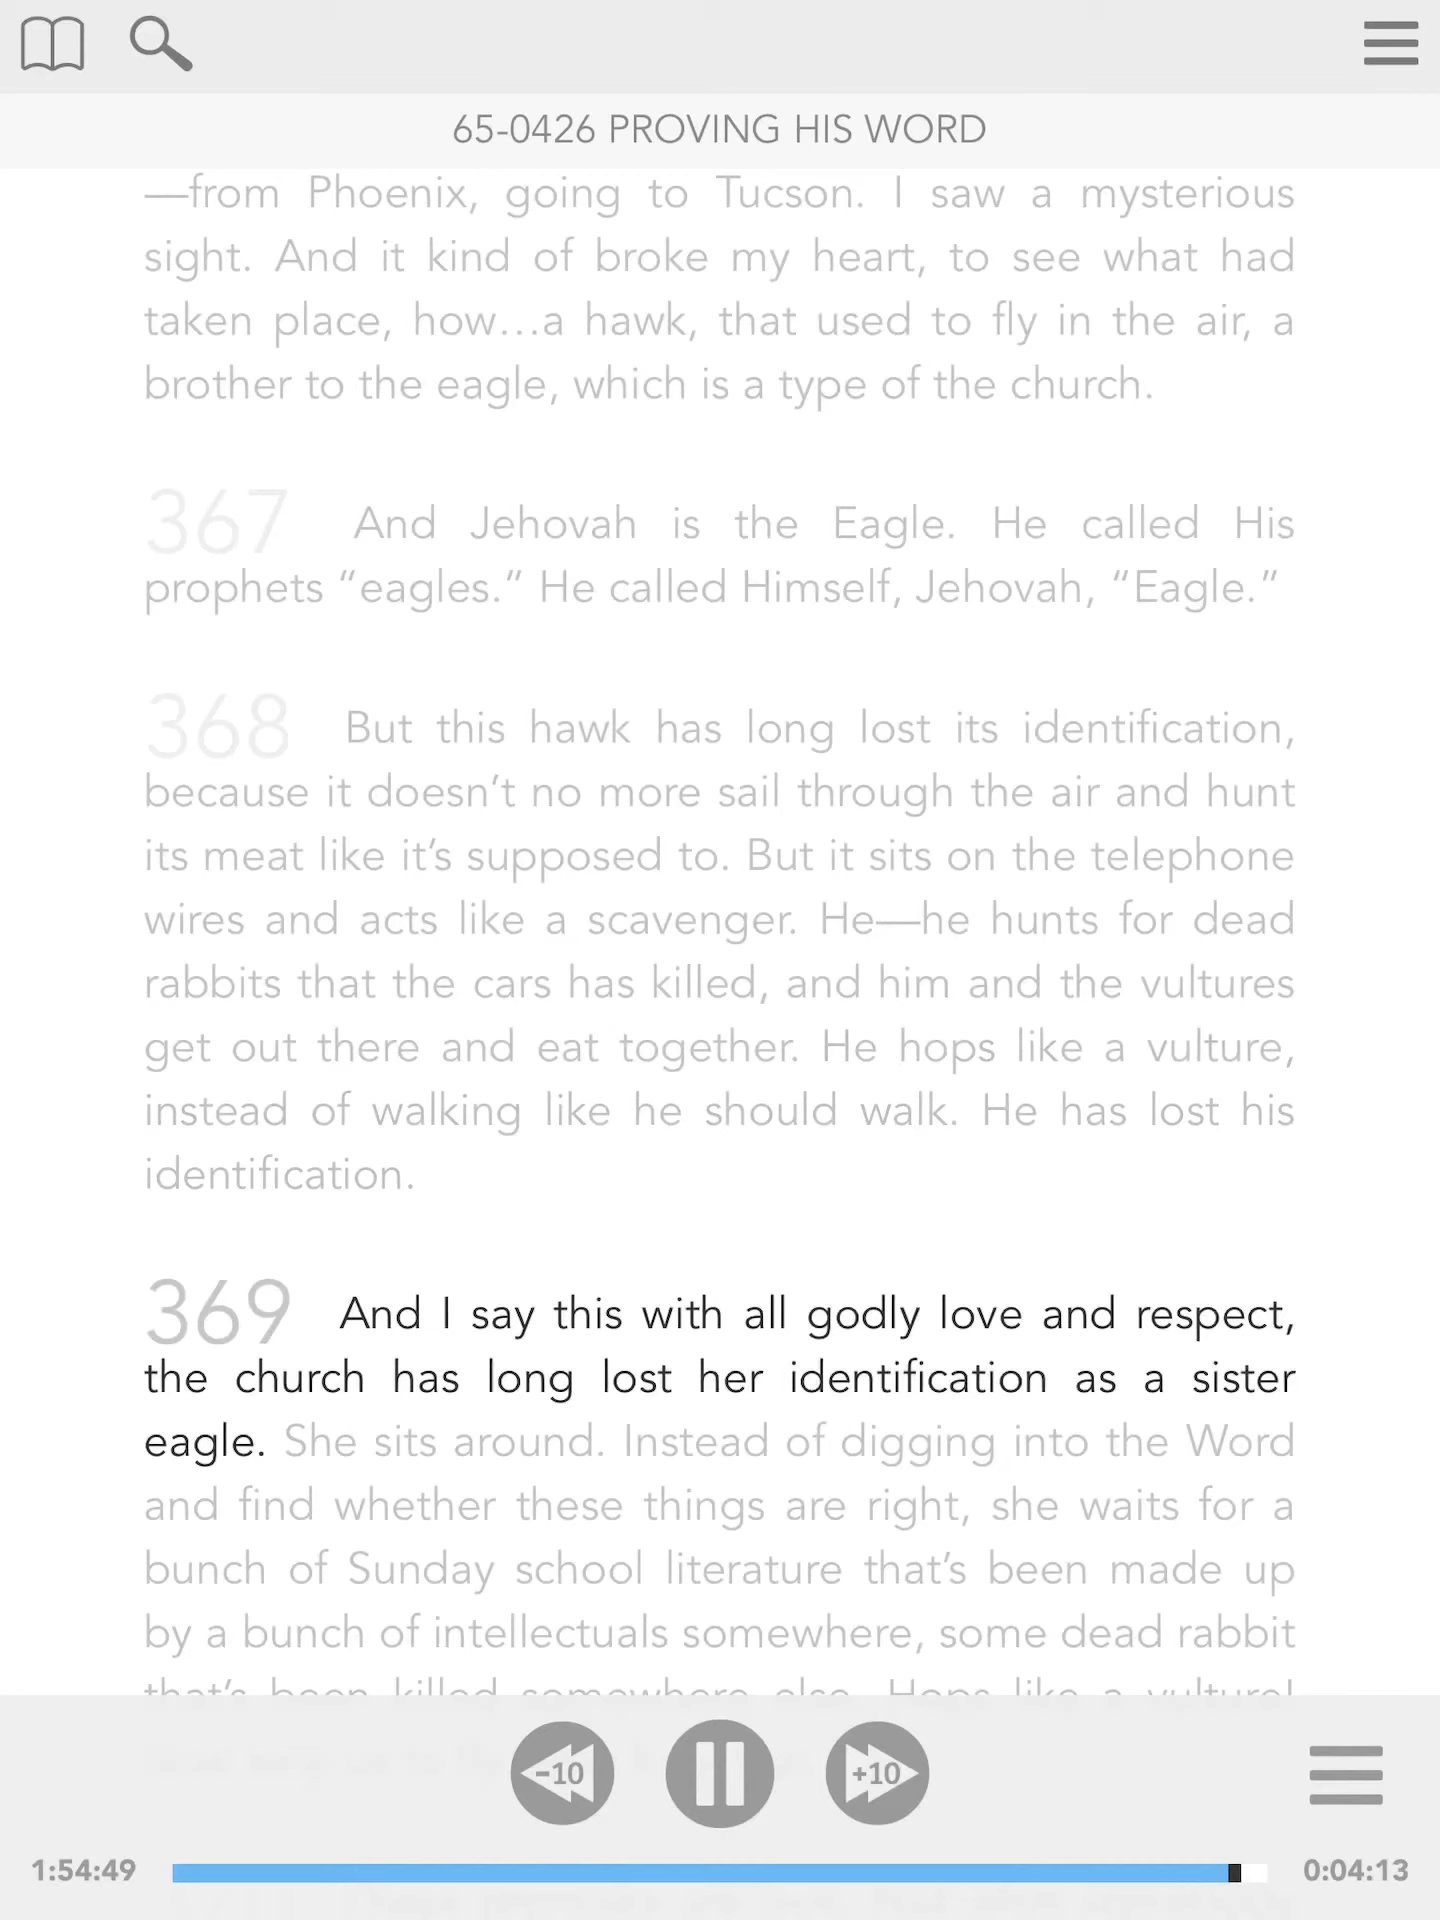 65-0426 PROVING HIS WORD
—from Phoenix, going to Tucson. I saw a mysterious
sight. And it kind of broke my heart, to see what had
taken place, how…a hawk, that used to fly in the air, a
brother to the eagle, which is a type of the church.
367 And Jehovah is the Eagle. He called His
prophets “eagles.” He called Himself, Jehovah, “Eagle.”
368 But this hawk has long lost its identification,
because it doesn’t no more sail through the air and hunt
its meat like it’s supposed to. But it sits on the telephone
wires and acts like a scavenger. He—he hunts for dead
rabbits that the cars has killed, and him and the vultures
get out there and eat together. He hops like a vulture,
instead of walking like he should walk. He has lost his
identification.
369 And I say this with all godly love and respect,
the church has long lost her identification as a sister
eagle. She sits around. Instead of digging into the Word
and find whether these things are right, she waits for a
bunch of Sunday school literature that’s been made up
by a bunch of intellectuals somewhere, some dead rabbit
that’s been killed somewhere else. Hops like a vulture!
-10 +10
1:54:49 0:04:13